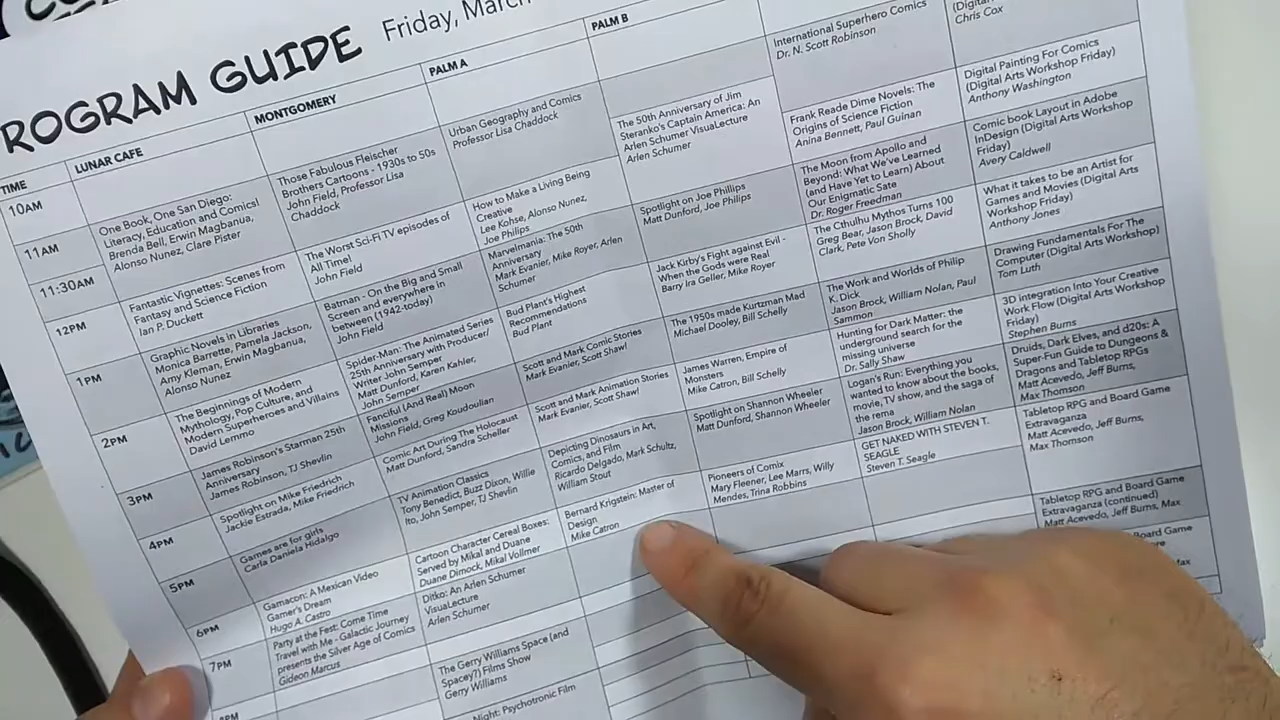 ROGRAM GUIDE
Friday, March
TIME
LUNAR CAFE
MONTGOMERY
PALM A
PALM B
10AM
11AM
11:30AM
12PM
1PM
2PM
3PM
4PM
5PM
6PM
7PM
8PM
One Book, One San Diego:
Literacy, Education and Comics!
Brenda Bell, Erwin Magbanua,
Alonso Nunez, Clare Pister
Fantastic Vignettes: Scenes from
Fantasy and Science Fiction
Ian P. Duckett
Graphic Novels in Libraries
Monica Barrette, Pamela Jackson,
Amy Kleman, Erwin Magbanua,
Alonso Nunez
The Beginnings of Modern
Mythology, Pop Culture, and
Modern Superheroes and Villains
David Lemmo
James Robinson's Starman 25th
Anniversary
James Robinson, TJ Shevlin
Spotlight on Mike Friedrich
Jackie Estrada, Mike Friedrich
Games are for girls
Carla Daniela Hidalgo
Gamacon: A Mexican Video
Gamer's Dream
Hugo A. Castro
Party at the Fest: Come Time
Travel with Me - Galactic Journey
presents the Silver Age of Comics
Gideon Marcus
Those Fabulous Fleischer
Brothers Cartoons - 1930s to 50s
John Field, Professor Lisa
Chaddock
The Worst Sci-Fi TV episodes of
All Time!
John Field
Batman - On the Big and Small
Screen and everywhere in
between (1942-today)
John Field
Spider-Man: The Animated Series
25th Anniversary with Producer/
Writer John Semper
Matt Dunford, Karen Kahler,
John Semper
Fanciful (And Real) Moon
Missions
John Field, Greg Koudoulian
Comic Art During The Holocaust
Matt Dunford, Sandra Scheller
TV Animation Classics
Tony Benedict, Buzz Dixon, Willie
Ito, John Semper, TJ Shevlin
Cartoon Character Cereal Boxes:
Served by Mikal and Duane
Duane Dimock, Mikal Vollmer
Ditko: An Arlen Schumer
VisuaLecture
Arlen Schumer
The Gerry Williams Space (and
Spacey?) Films Show
Gerry Williams
Night: Psychotronic Film
Urban Geography and Comics
Professor Lisa Chaddock
How to Make a Living Being
Creative
Lee Kohse, Alonso Nunez,
Joe Philips
Marvelmania: The 50th
Anniversary
Mark Evanier, Mike Royer, Arlen
Schumer
Bud Plant's Highest
Recommendations
Bud Plant
Scott and Mark Comic Stories
Mark Evanier, Scott Shaw!
Scott and Mark Animation Stories
Mark Evanier, Scott Shaw!
Depicting Dinosaurs in Art,
Comics, and Film
Ricardo Delgado, Mark Schultz,
William Stout
Bernard Krigstein: Master of
Design
Mike Catron
The 50th Anniversary of Jim
Steranko's Captain America: An
Arlen Schumer VisuaLecture
Arlen Schumer
Spotlight on Joe Phillips
Matt Dunford, Joe Philips
Jack Kirby's Fight against Evil -
When the Gods were Real
Barry Ira Geller, Mike Royer
The 1950s made Kurtzman Mad
Michael Dooley, Bill Schelly
James Warren, Empire of
Monsters
Mike Catron, Bill Schelly
Spotlight on Shannon Wheeler
Matt Dunford, Shannon Wheeler
Pioneers of Comix
Mary Fleener, Lee Marrs, Willy
Mendes, Trina Robbins
International Superhero Comics
Dr. N. Scott Robinson
Frank Reade Dime Novels: The
Origins of Science Fiction
Anina Bennett, Paul Guinan
The Moon from Apollo and
Beyond: What We've Learned
(and Have Yet to Learn) About
Our Enigmatic Sate
Dr. Roger Freedman
The Cthulhu Mythos Turns 100
Greg Bear, Jason Brock, David
Clark, Pete Von Sholly
The Work and Worlds of Philip
K. Dick
Jason Brock, William Nolan, Paul
Sammon
Hunting for Dark Matter: the
underground search for the
missing universe
Dr. Sally Shaw
Logan's Run: Everything you
wanted to know about the books,
movie, TV show, and the saga of
the rema
Jason Brock, William Nolan
GET NAKED WITH STEVEN T.
SEAGLE
Steven T. Seagle
(Digital
Chris Cox
Digital Painting For Comics
(Digital Arts Workshop Friday)
Anthony Washington
Comic book Layout in Adobe
InDesign (Digital Arts Workshop
Friday)
Avery Caldwell
What it takes to be an Artist for
Games and Movies (Digital Arts
Workshop Friday)
Anthony Jones
Drawing Fundamentals For The
Computer (Digital Arts Workshop)
Tom Luth
3D integration Into Your Creative
Work Flow (Digital Arts Workshop
Friday)
Stephen Burns
Druids, Dark Elves, and d20s: A
Super-Fun Guide to Dungeons &
Dragons and Tabletop RPGs
Matt Acevedo, Jeff Burns,
Max Thomson
Tabletop RPG and Board Game
Extravaganza
Matt Acevedo, Jeff Burns,
Max Thomson
Tabletop RPG and Board Game
Extravaganza (continued)
Matt Acevedo, Jeff Burns, Max
Board Game